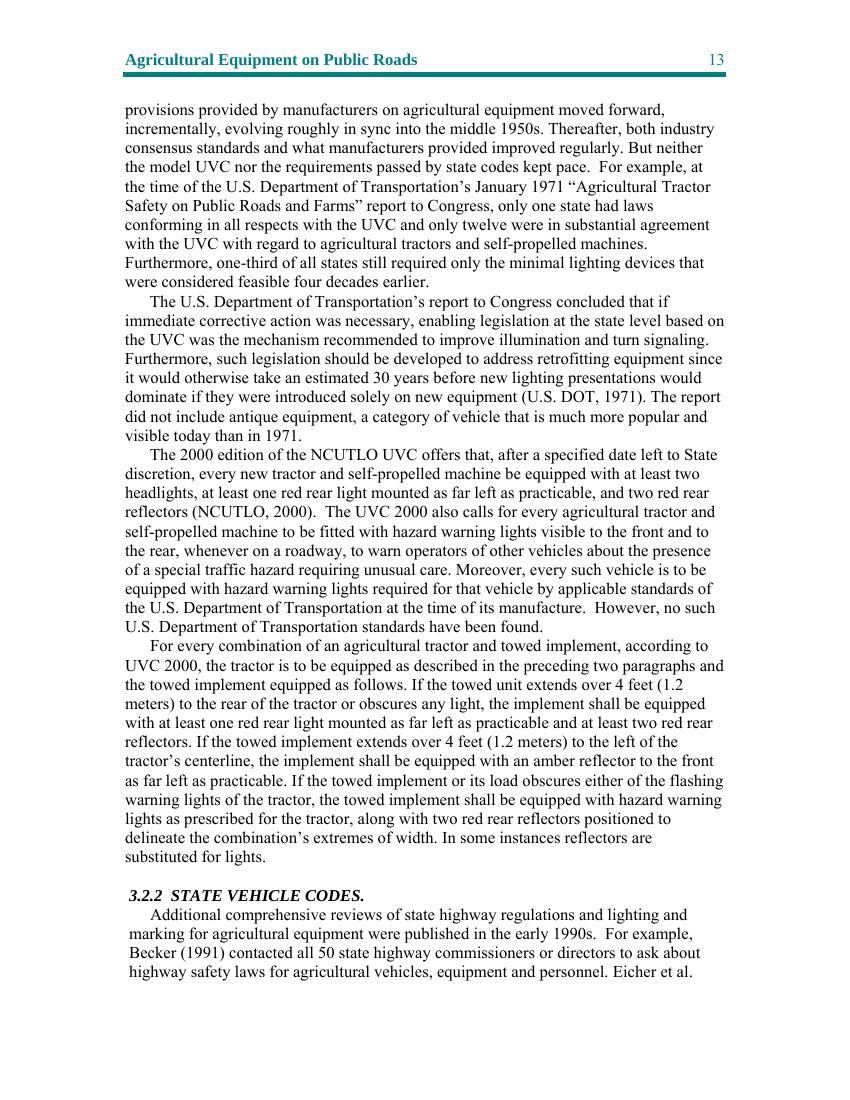 Agricultural Equipment on Public Roads 13
provisions provided by manufacturers on agricultural equipment moved forward,
incrementally, evolving roughly in sync into the middle 1950s. Thereafter, both industry
consensus standards and what manufacturers provided improved regularly. But neither
the model UVC nor the requirements passed by state codes kept pace.  For example, at
the time of the U.S. Department of Transportation’s January 1971 “Agricultural Tractor
Safety on Public Roads and Farms” report to Congress, only one state had laws
conforming in all respects with the UVC and only twelve were in substantial agreement
with the UVC with regard to agricultural tractors and self-propelled machines.
Furthermore, one-third of all states still required only the minimal lighting devices that
were considered feasible four decades earlier.
The U.S. Department of Transportation’s report to Congress concluded that if
immediate corrective action was necessary, enabling legislation at the state level based on
the UVC was the mechanism recommended to improve illumination and turn signaling.
Furthermore, such legislation should be developed to address retrofitting equipment since
it would otherwise take an estimated 30 years before new lighting presentations would
dominate if they were introduced solely on new equipment (U.S. DOT, 1971). The report
did not include antique equipment, a category of vehicle that is much more popular and
visible today than in 1971.
The 2000 edition of the NCUTLO UVC offers that, after a specified date left to State
discretion, every new tractor and self-propelled machine be equipped with at least two
headlights, at least one red rear light mounted as far left as practicable, and two red rear
reflectors (NCUTLO, 2000).  The UVC 2000 also calls for every agricultural tractor and
self-propelled machine to be fitted with hazard warning lights visible to the front and to
the rear, whenever on a roadway, to warn operators of other vehicles about the presence
of a special traffic hazard requiring unusual care. Moreover, every such vehicle is to be
equipped with hazard warning lights required for that vehicle by applicable standards of
the U.S. Department of Transportation at the time of its manufacture.  However, no such
U.S. Department of Transportation standards have been found.
For every combination of an agricultural tractor and towed implement, according to
UVC 2000, the tractor is to be equipped as described in the preceding two paragraphs and
the towed implement equipped as follows. If the towed unit extends over 4 feet (1.2
meters) to the rear of the tractor or obscures any light, the implement shall be equipped
with at least one red rear light mounted as far left as practicable and at least two red rear
reflectors. If the towed implement extends over 4 feet (1.2 meters) to the left of the
tractor’s centerline, the implement shall be equipped with an amber reflector to the front
as far left as practicable. If the towed implement or its load obscures either of the flashing
warning lights of the tractor, the towed implement shall be equipped with hazard warning
lights as prescribed for the tractor, along with two red rear reflectors positioned to
delineate the combination’s extremes of width. In some instances reflectors are
substituted for lights.
3.2.2  STATE VEHICLE CODES.
Additional comprehensive reviews of state highway regulations and lighting and
marking for agricultural equipment were published in the early 1990s.  For example,
Becker (1991) contacted all 50 state highway commissioners or directors to ask about
highway safety laws for agricultural vehicles, equipment and personnel. Eicher et al.